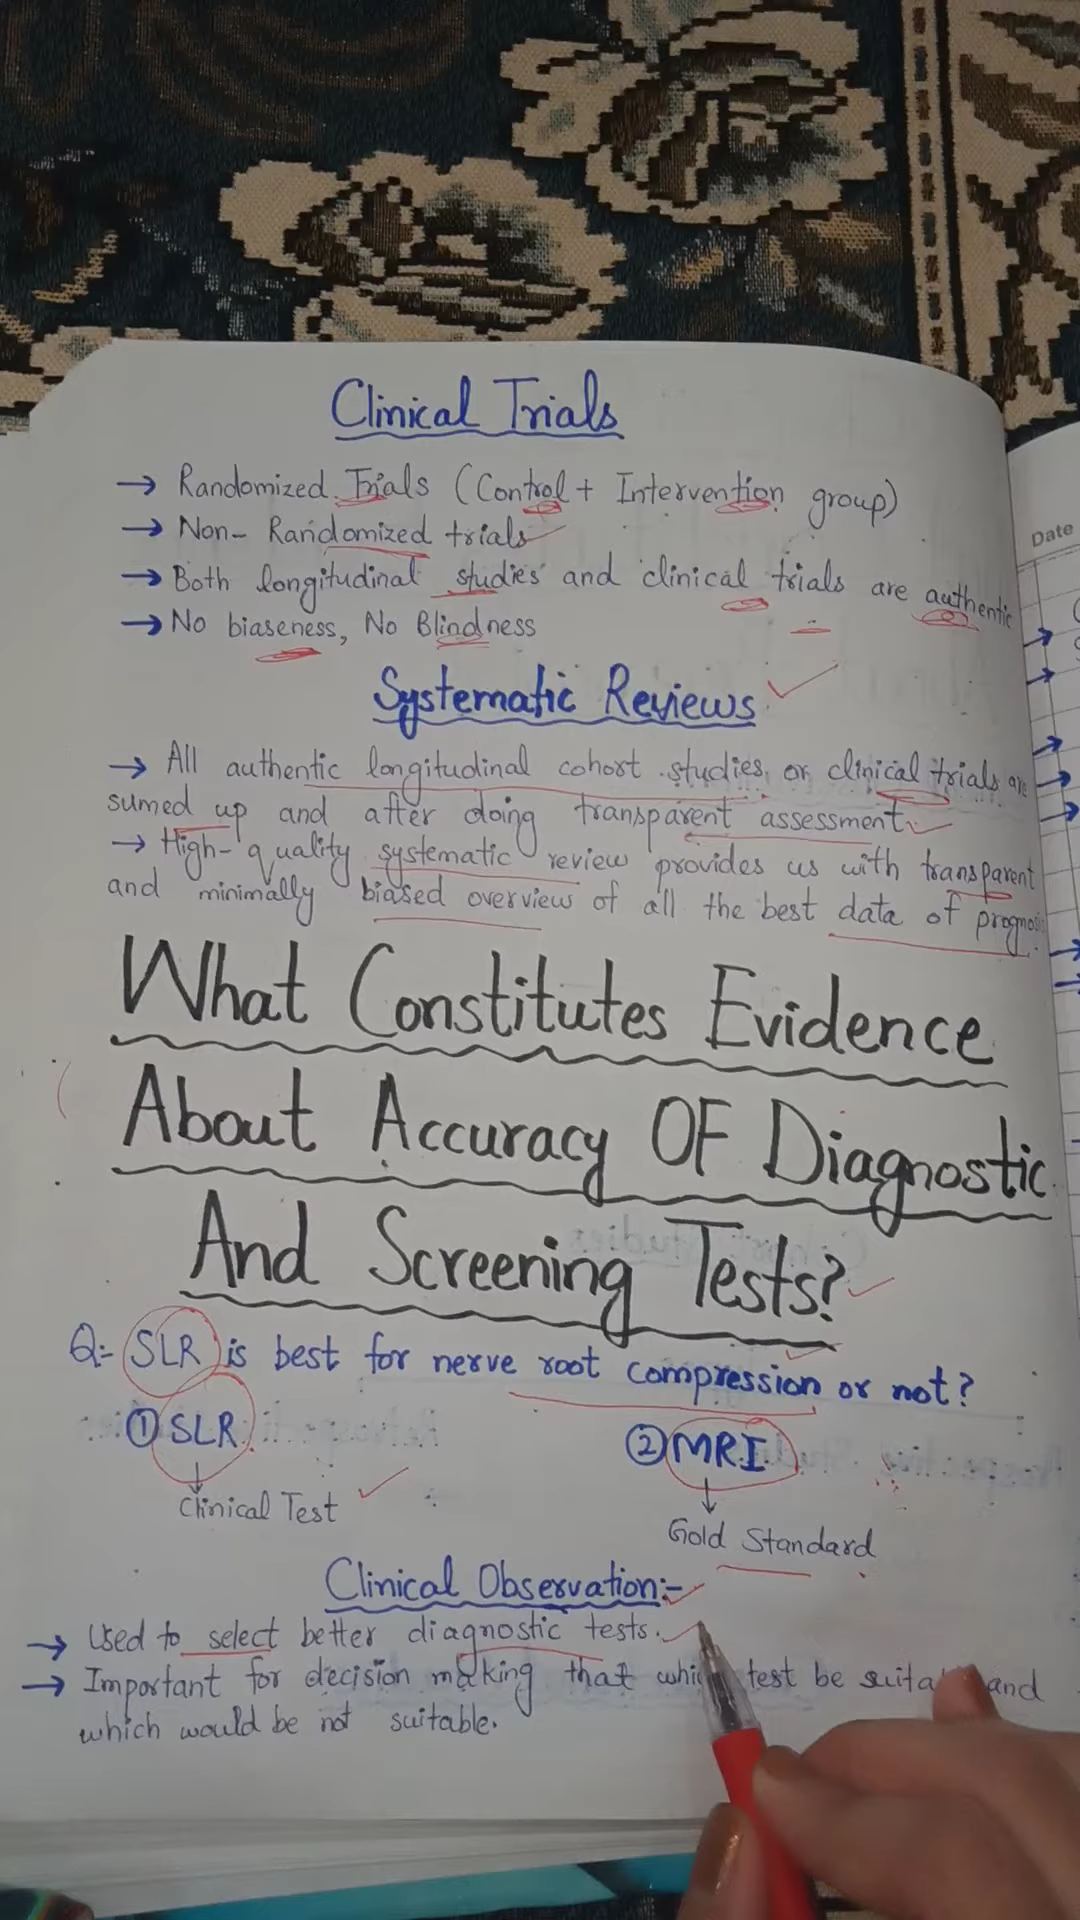 Clinical Trials
→ Randomized Trials (Control + Intervention group)
→ Non- Randomized trials
→ Both longitudinal studies and clinical trials are authentic
→ No biaseness, No Blindness
Systematic Reviews
→ All authentic longitudinal cohort studies or clinical trials are
sumed up and after doing transparent assessment.
→ High-quality systematic review provides us with transparent
and minimally biased overview of all the best data of prognosis
What Constitutes Evidence
About Accuracy OF Diagnostic
And Screening Tests?
Q:- SLR is best for nerve root compression or not?
① SLR ② MRI
↓ ↓
Clinical Test Gold Standard
Clinical Observation:-
→ Used to select better diagnostic tests.
→ Important for decision making that which test be and
which would be not suitable.
Date